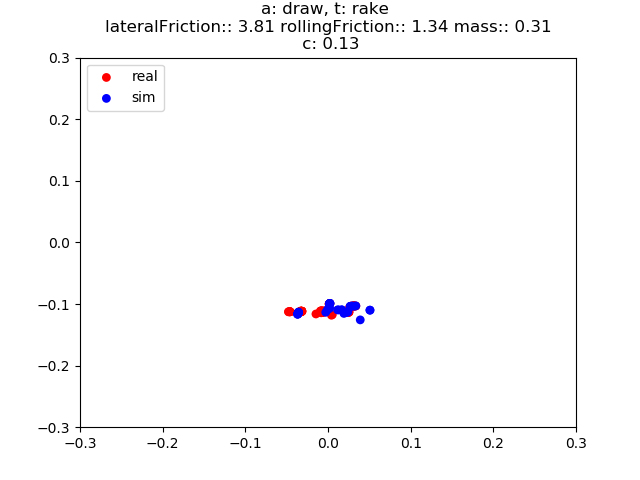 a: draw, t: rake
lateralFriction:: 3.81 rollingFriction:: 1.34 mass:: 0.31
c: 0.13
real
sim
0.3
0.2
0.1
0.0
−0.1
−0.2
−0.3
−0.3
−0.2
−0.1
0.0
0.1
0.2
0.3